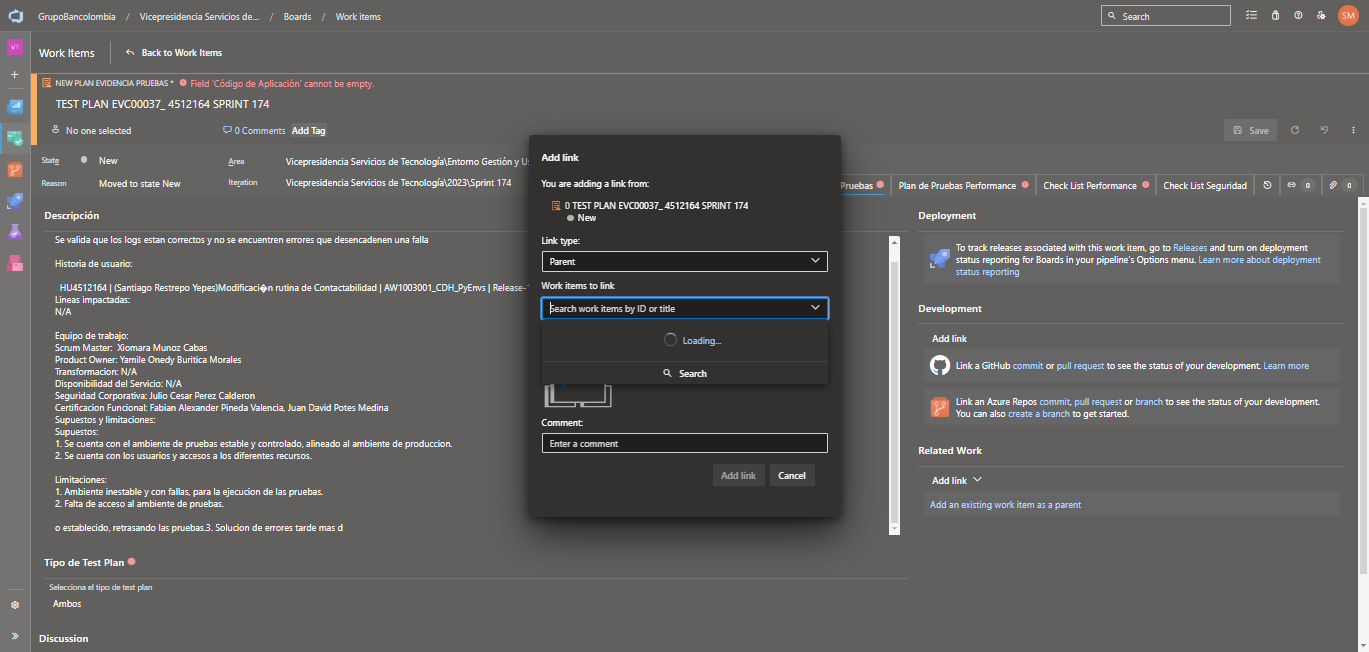 GrupoBancolombia / Vicepresidencia Servicios de... / Boards / Work items
Search
SM
VT
Work Items
Back to Work Items
NEW PLAN EVIDENCIA PRUEBAS *
Field 'Código de Aplicación' cannot be empty.
TEST PLAN EVC00037_ 4512164 SPRINT 174
No one selected
0 Comments
Add Tag
Save
State
New
Area
Vicepresidencia Servicios de Tecnología\Entorno Gestión y Us
Reason
Moved to state New
Iteration
Vicepresidencia Servicios de Tecnología\2023\Sprint 174
Pruebas
Plan de Pruebas Performance
Check List Performance
Check List Seguridad
0
0
Descripción
Se valida que los logs estan correctos y no se encuentren errores que desencadenen una falla
Historia de usuario:
HU4512164 | (Santiago Restrepo Yepes)Modificaci�n rutina de Contactabilidad | AW1003001_CDH_PyEnvs | Release-1
Lineas impactadas:
N/A
Equipo de trabajo:
Scrum Master: Xiomara Munoz Cabas
Product Owner: Yamile Onedy Buritica Morales
Transformacion: N/A
Disponibilidad del Servicio: N/A
Seguridad Corporativa: Julio Cesar Perez Calderon
Certificacion Funcional: Fabian Alexander Pineda Valencia, Juan David Potes Medina
Supuestos y limitaciones:
Supuestos:
1. Se cuenta con el ambiente de pruebas estable y controlado, alineado al ambiente de produccion.
2. Se cuenta con los usuarios y accesos a los diferentes recursos.
Limitaciones:
1. Ambiente inestable y con fallas, para la ejecucion de las pruebas.
2. Falta de acceso al ambiente de pruebas.
o establecido, retrasando las pruebas.3. Solucion de errores tarde mas d
Tipo de Test Plan
Selecciona el tipo de test plan
Ambos
Discussion
Add link
You are adding a link from:
0 TEST PLAN EVC00037_ 4512164 SPRINT 174
New
Link type:
Parent
Work items to link
Search work items by ID or title
Loading...
Search
Comment:
Enter a comment
Add link
Cancel
Deployment
To track releases associated with this work item, go to Releases and turn on deployment
status reporting for Boards in your pipeline's Options menu. Learn more about deployment
status reporting
Development
Add link
Link a GitHub commit or pull request to see the status of your development. Learn more
Link an Azure Repos commit, pull request or branch to see the status of your development.
You can also create a branch to get started.
Related Work
Add link
Add an existing work item as a parent